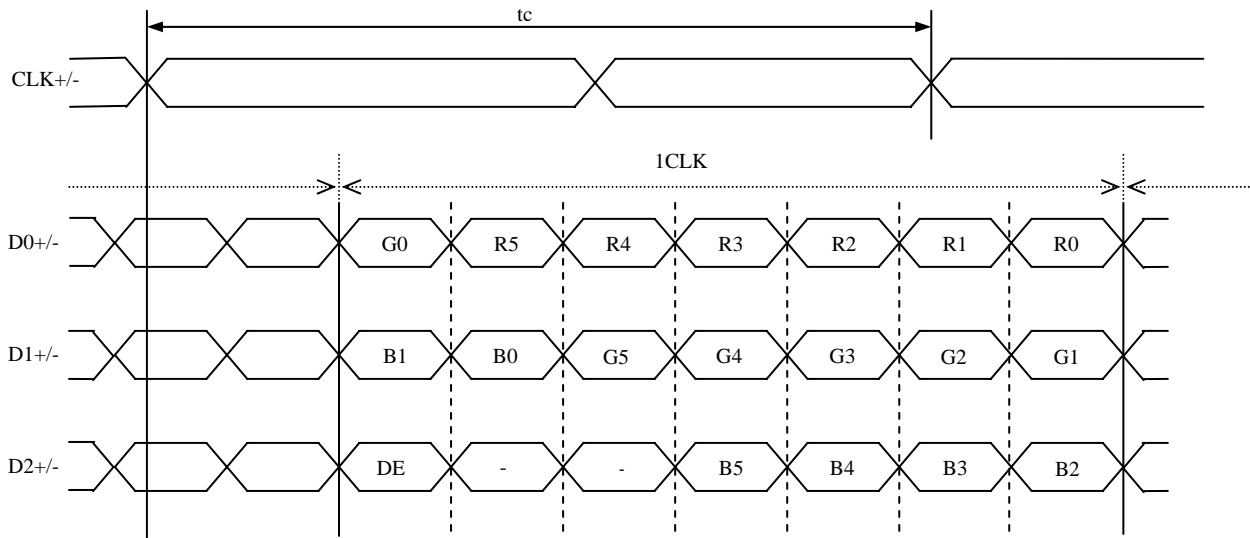 tc
CLK+/-
1CLK
D0+/- G0 R5 R4 R3 R2 R1 R0
D1+/- B1 B0 G5 G4 G3 G2 G1
D2+/- DE - - B5 B4 B3 B2